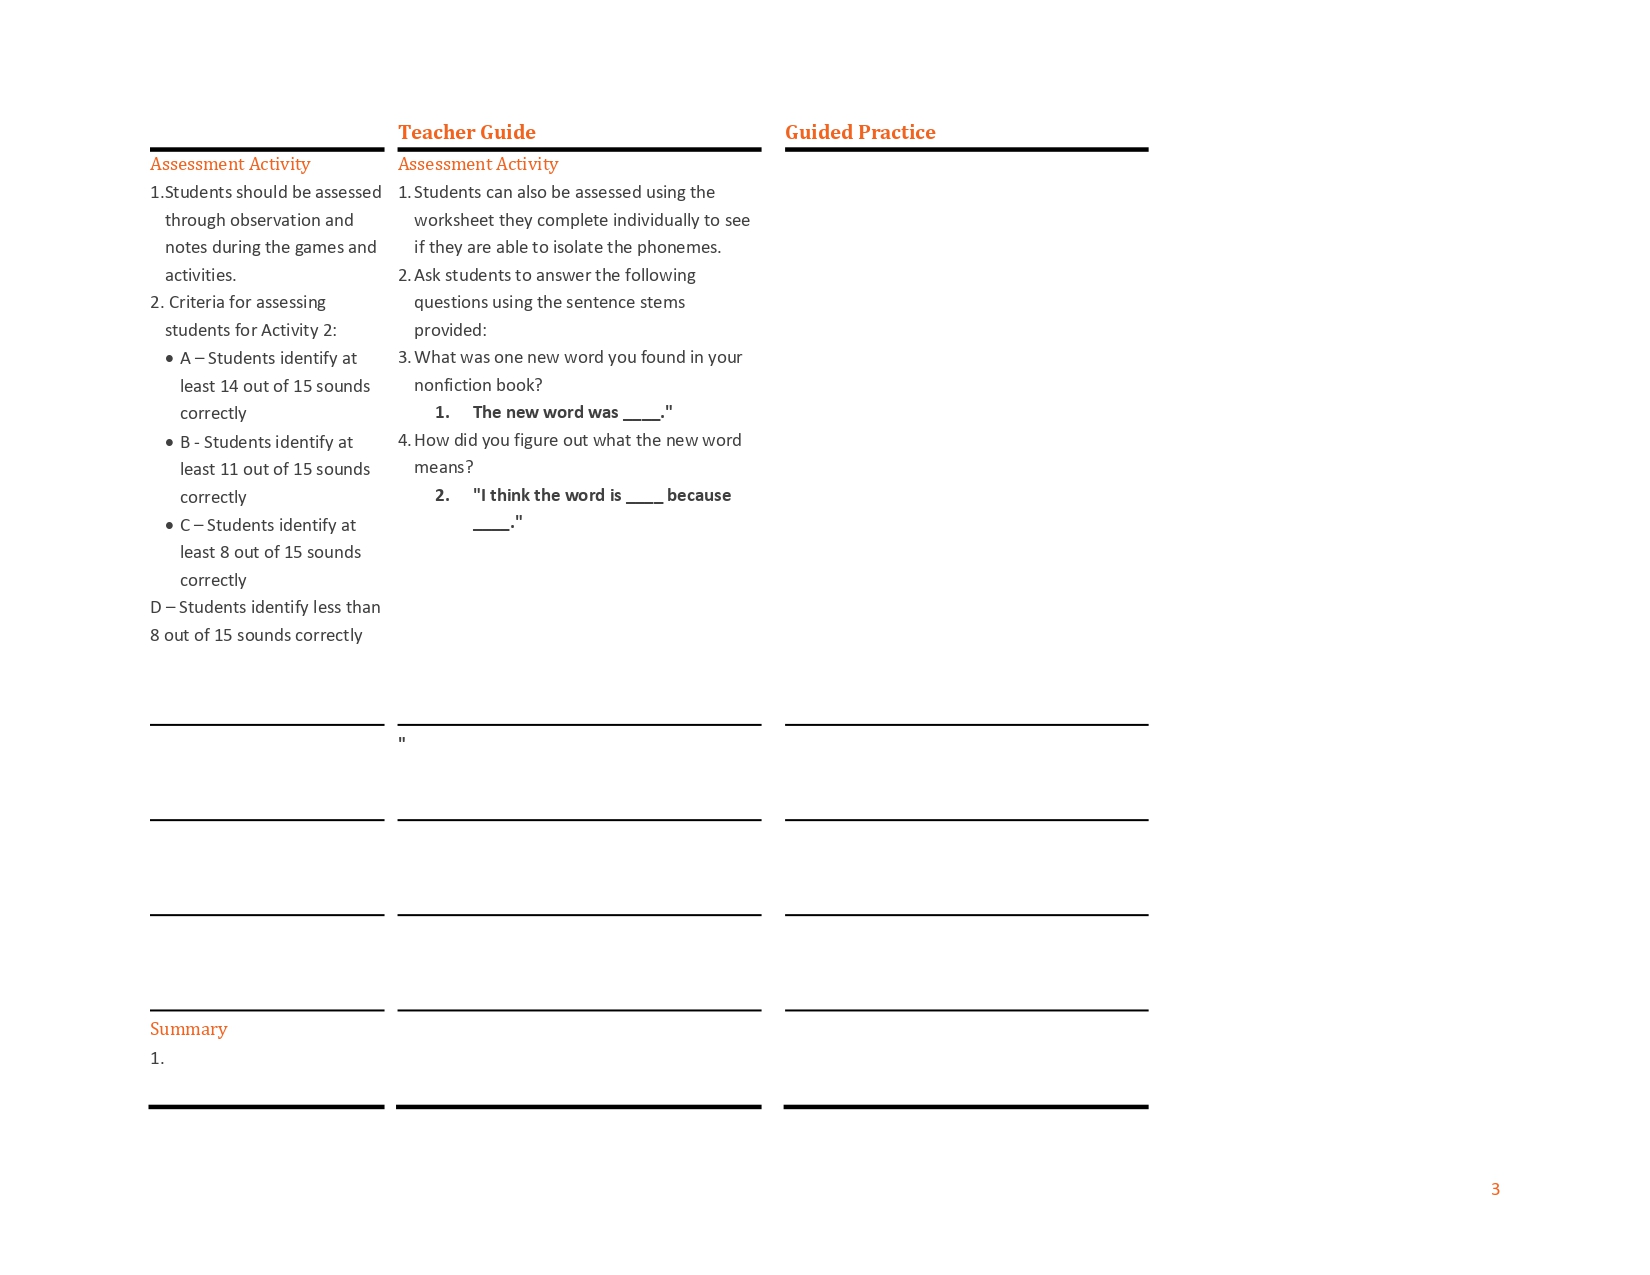 Teacher Guide
Guided Practice
Assessment Activity
1.Students should be assessed
through observation and
notes during the games and
activities.
2. Criteria for assessing
students for Activity 2:
• A – Students identify at
least 14 out of 15 sounds
correctly
• B - Students identify at
least 11 out of 15 sounds
correctly
• C – Students identify at
least 8 out of 15 sounds
correctly
D – Students identify less than
8 out of 15 sounds correctly
Assessment Activity
1. Students can also be assessed using the
worksheet they complete individually to see
if they are able to isolate the phonemes.
2. Ask students to answer the following
questions using the sentence stems
provided:
3. What was one new word you found in your
nonfiction book?
1. The new word was ____."
4. How did you figure out what the new word
means?
2. "I think the word is ____ because
____."
"
Summary
1.
3